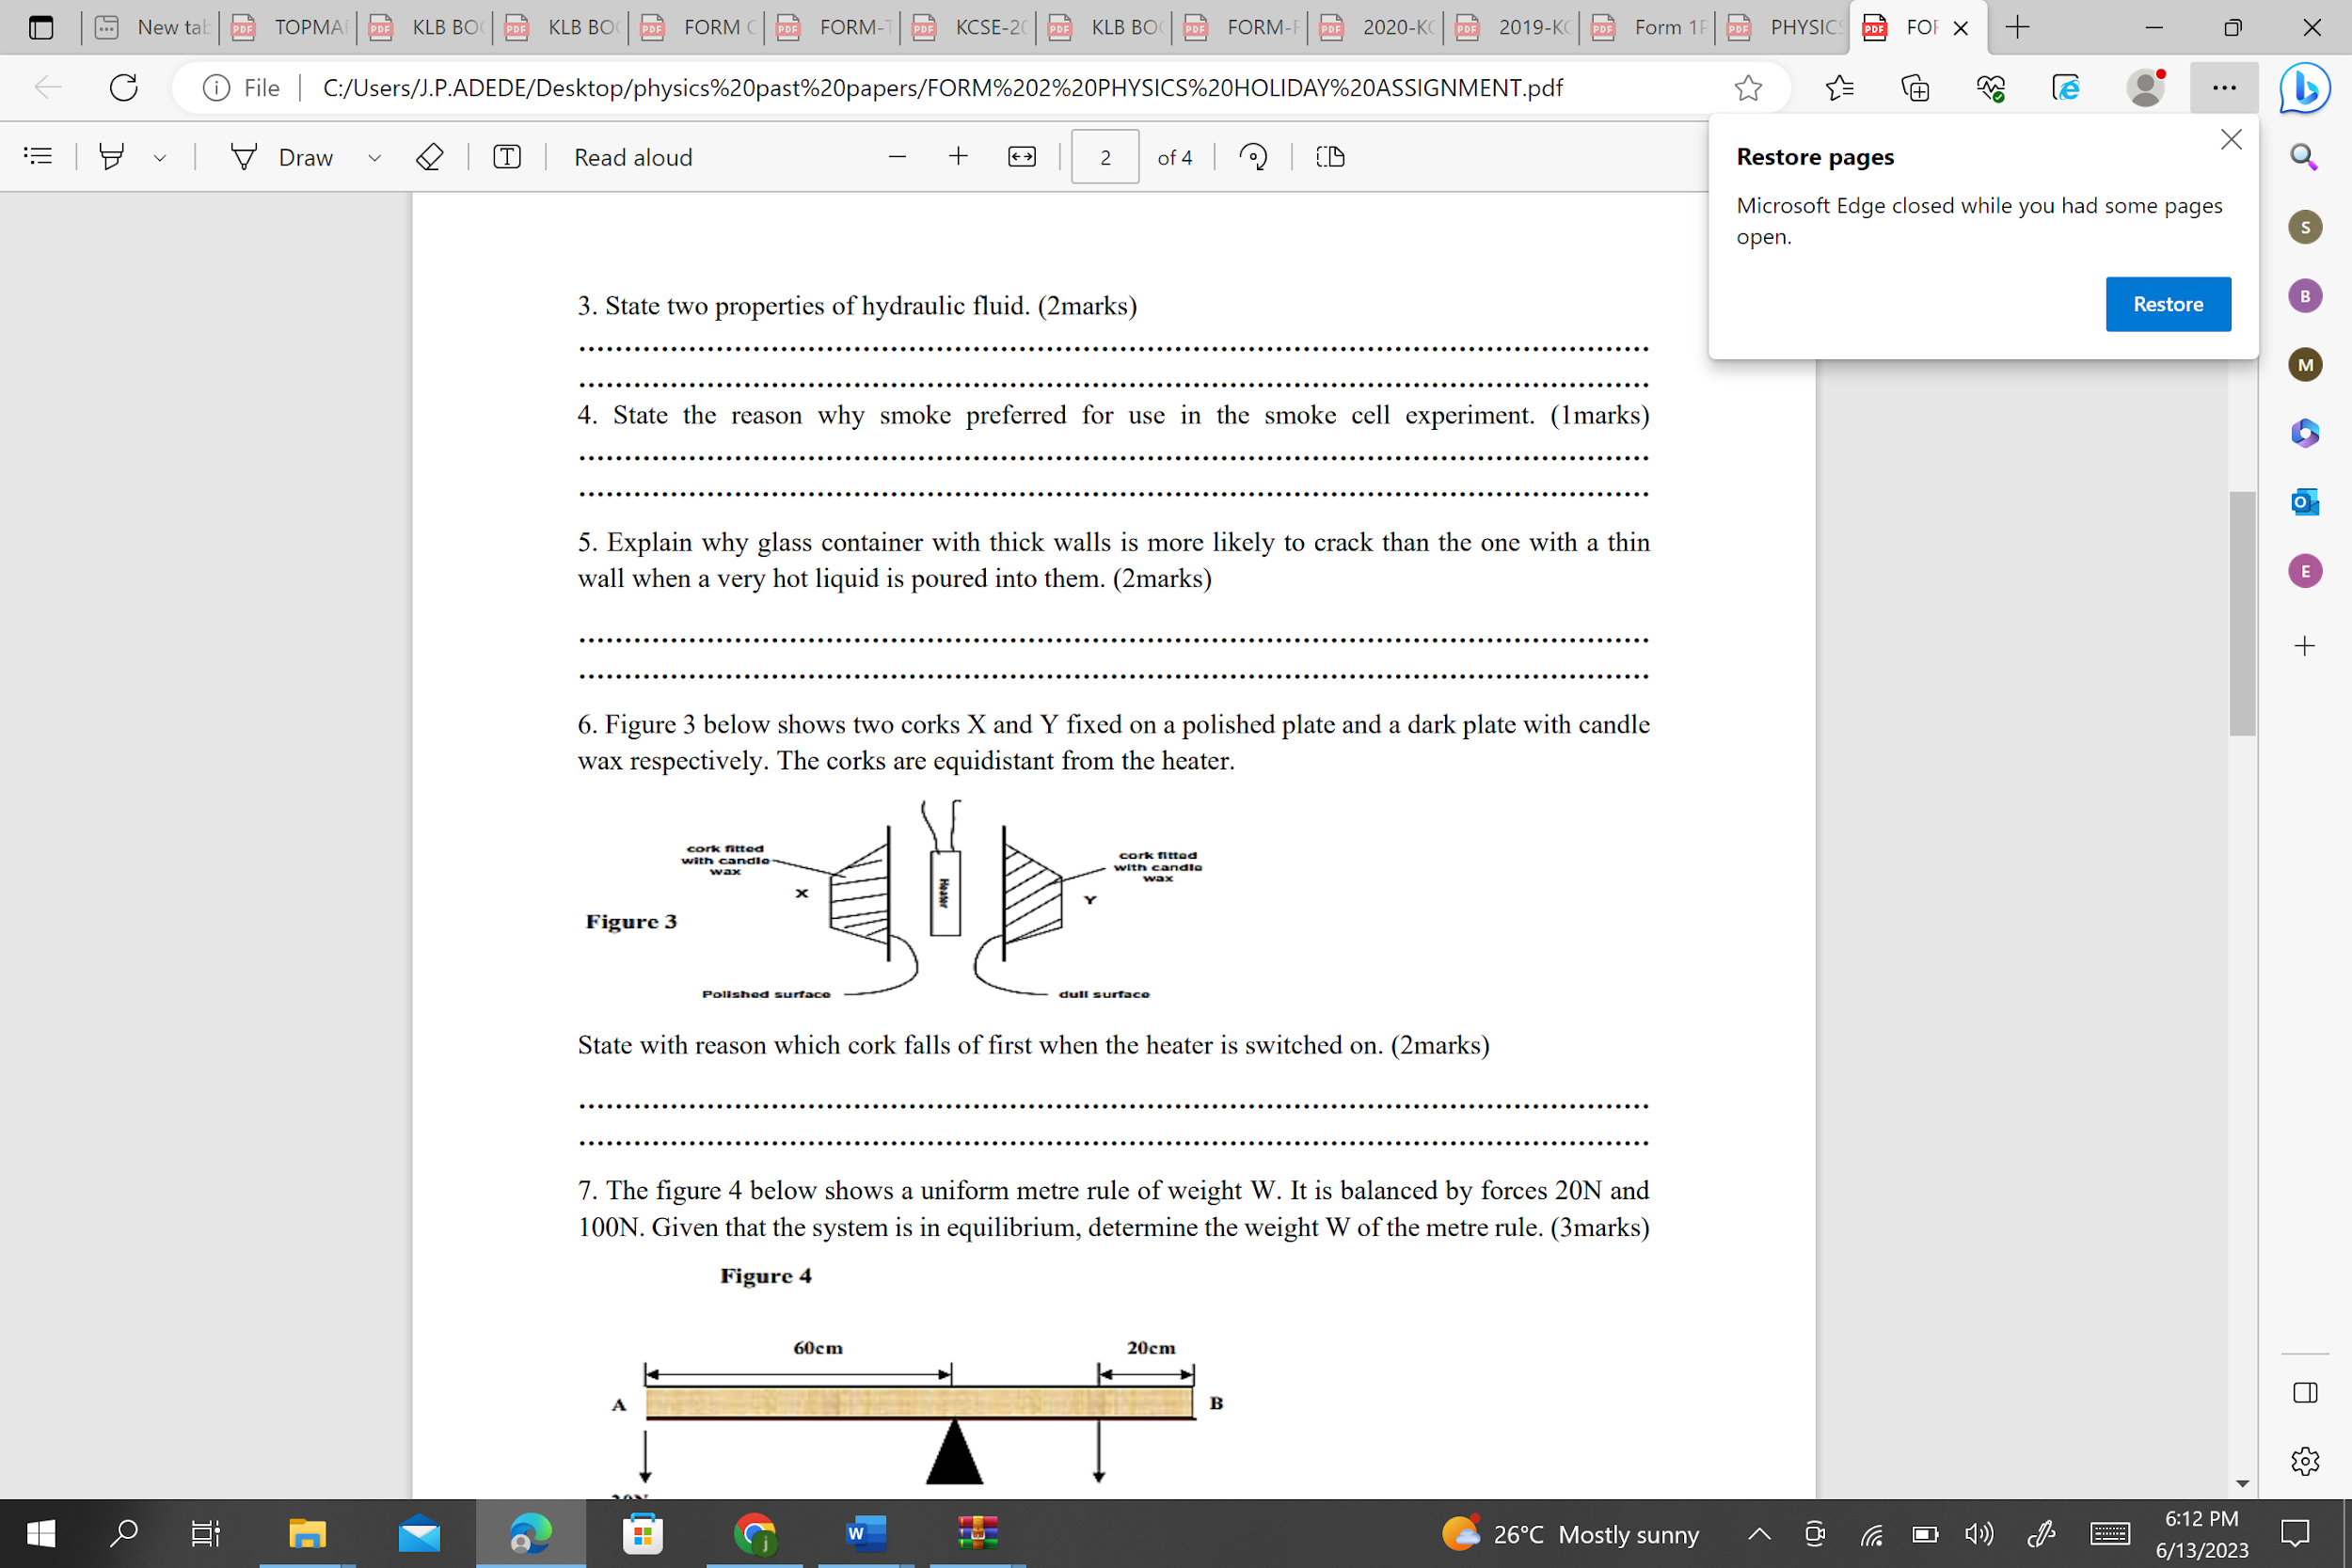 New tab
TOPMA
KLB BO
KLB BO
FORM
FORM-T
KCSE-20
KLB BO
FORM-F
2020-K
2019-K
Form 1
PHYSICS
FO
File
C:/Users/J.P.ADEDE/Desktop/physics%20past%20papers/FORM%202%20PHYSICS%20HOLIDAY%20ASSIGNMENT.pdf
Draw
T
Read aloud
2
of 4
Restore pages
Microsoft Edge closed while you had some pages
open.
Restore
S
B
M
E
3. State two properties of hydraulic fluid. (2marks)
4. State the reason why smoke preferred for use in the smoke cell experiment. (1marks)
5. Explain why glass container with thick walls is more likely to crack than the one with a thin
wall when a very hot liquid is poured into them. (2marks)
6. Figure 3 below shows two corks X and Y fixed on a polished plate and a dark plate with candle
wax respectively. The corks are equidistant from the heater.
cork fitted
with candle
wax
X
Heater
cork fitted
with candle
wax
Y
Figure 3
Polished surface
dull surface
State with reason which cork falls of first when the heater is switched on. (2marks)
7. The figure 4 below shows a uniform metre rule of weight W. It is balanced by forces 20N and
100N. Given that the system is in equilibrium, determine the weight W of the metre rule. (3marks)
Figure 4
60cm
20cm
A
B
26°C Mostly sunny
6:12 PM
6/13/2023